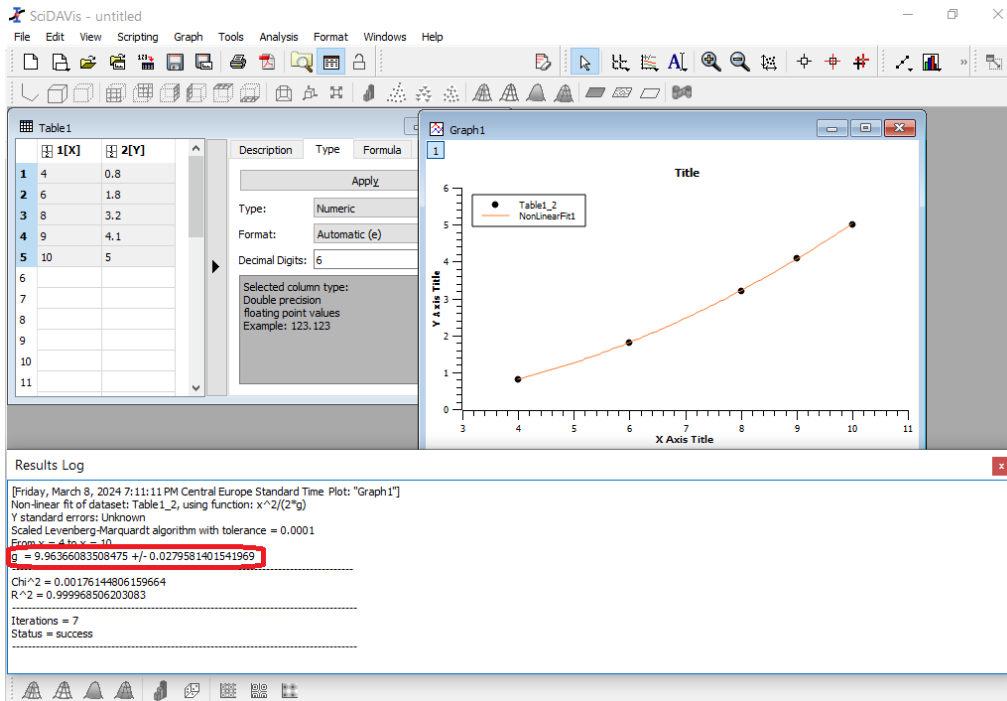 SciDAVis - untitled
File Edit View Scripting Graph Tools Analysis Format Windows Help
Table1
1[X] 2[Y]
1 4 0.8
2 6 1.8
3 8 3.2
4 9 4.1
5 10 5
6
7
8
9
10
11
Description Type Formula
Apply
Type: Numeric
Format: Automatic (e)
Decimal Digits: 6
Selected column type:
Double precision
floating point values
Example: 123.123
Graph1
1
Title
Table1_2
NonLinearFit1
Y Axis Title
6
5
4
3
2
1
0
3 4 5 6 7 8 9 10 11
X Axis Title
Results Log
[Friday, March 8, 2024 7:11:11 PM Central Europe Standard Time Plot: "Graph1"]
Non-linear fit of dataset: Table1_2, using function: x^2/(2*g)
Y standard errors: Unknown
Scaled Levenberg-Marquardt algorithm with tolerance = 0.0001
From x = 4 to x = 10
g = 9.96366083508475 +/- 0.0279581401541969
--------------------------------------------------------------------------------------
Chi^2 = 0.00176144806159664
R^2 = 0.999968506203083
---------------------------------------------------------------------------------------
Iterations = 7
Status = success
---------------------------------------------------------------------------------------